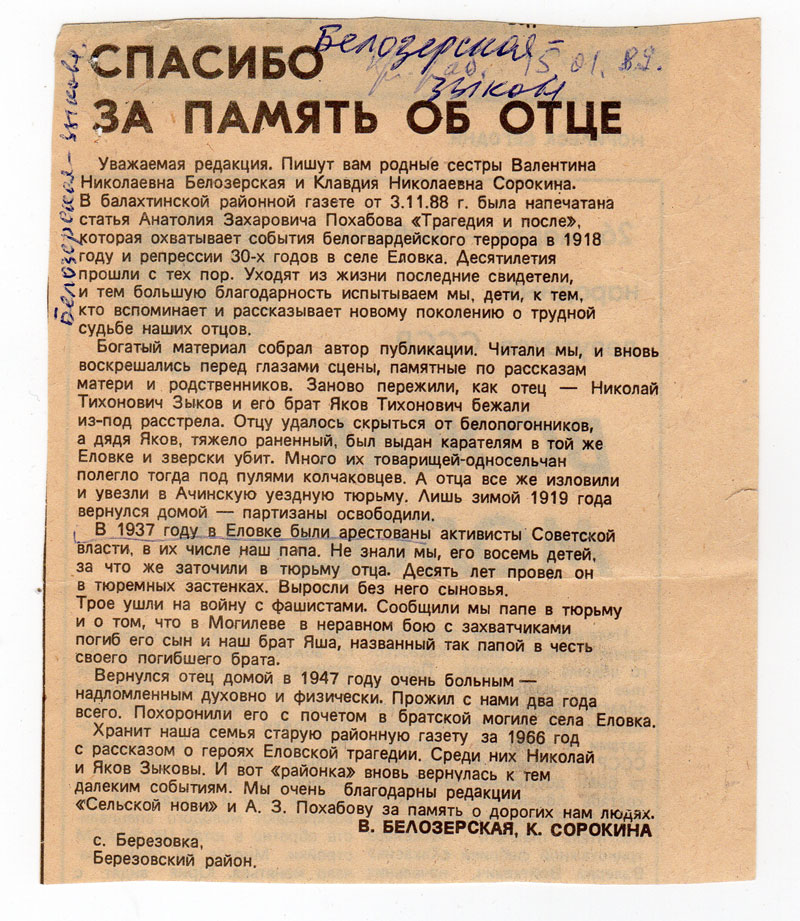 Белозерская-
Зыкова
15 01. 89.
Белозерская-Зыкова.
СПАСИБО
ЗА ПАМЯТЬ ОБ ОТЦЕ
Уважаемая редакция. Пишут вам родные сестры Валентина
Николаевна Белозерская и Клавдия Николаевна Сорокина.
В балахтинской районной газете от 3.11.88 г. была напечатана
статья Анатолия Захаровича Похабова «Трагедия и после»,
которая охватывает события белогвардейского террора в 1918
году и репрессии 30-х годов в селе Еловка. Десятилетия
прошли с тех пор. Уходят из жизни последние свидетели,
и тем большую благодарность испытываем мы, дети, к тем,
кто вспоминает и рассказывает новому поколению о трудной
судьбе наших отцов.
Богатый материал собрал автор публикации. Читали мы, и вновь
воскрешались перед глазами сцены, памятные по рассказам
матери и родственников. Заново пережили, как отец — Николай
Тихонович Зыков и его брат Яков Тихонович бежали
из-под расстрела. Отцу удалось скрыться от белопогонников,
а дядя Яков, тяжело раненный, был выдан карателям в той же
Еловке и зверски убит. Много их товарищей-односельчан
полегло тогда под пулями колчаковцев. А отца все же изловили
и увезли в Ачинскую уездную тюрьму. Лишь зимой 1919 года
вернулся домой — партизаны освободили.
В 1937 году в Еловке были арестованы активисты Советской
власти, в их числе наш папа. Не знали мы, его восемь детей,
за что же заточили в тюрьму отца. Десять лет провел он
в тюремных застенках. Выросли без него сыновья.
Трое ушли на войну с фашистами. Сообщили мы папе в тюрьму
и о том, что в Могилеве в неравном бою с захватчиками
погиб его сын и наш брат Яша, названный так папой в честь
своего погибшего брата.
Вернулся отец домой в 1947 году очень больным —
надломленным духовно и физически. Прожил с нами два года
всего. Похоронили его с почетом в братской могиле села Еловка.
Хранит наша семья старую районную газету за 1966 год
с рассказом о героях Еловской трагедии. Среди них Николай
и Яков Зыковы. И вот «районка» вновь вернулась к тем
далеким событиям. Мы очень благодарны редакции
«Сельской нови» и А. З. Похабову за память о дорогих нам людях.
В. БЕЛОЗЕРСКАЯ, К. СОРОКИНА
с. Березовка,
Березовский район.